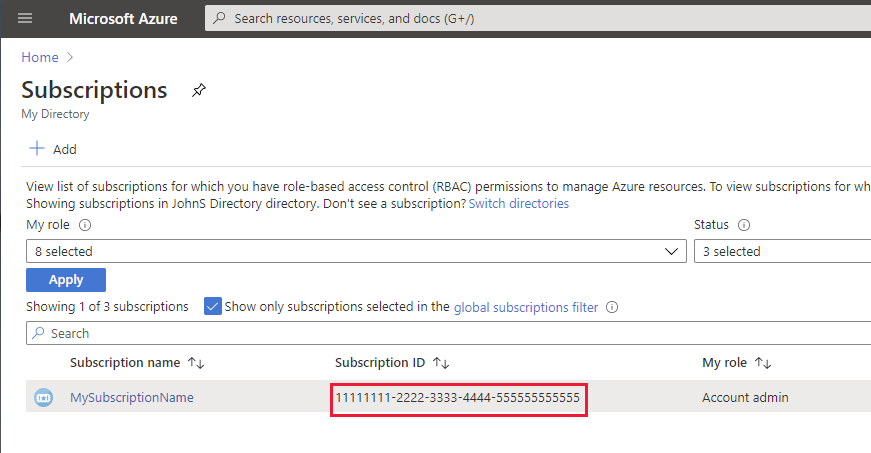 Microsoft Azure
Search resources, services, and docs (G+/)
Home
Subscriptions
My Directory
Add
View list of subscriptions for which you have role-based access control (RBAC) permissions to manage Azure resources. To view subscriptions for wh
Showing subscriptions in JohnS Directory directory. Don't see a subscription? Switch directories
My role
Status
8 selected
3 selected
Apply
Showing 1 of 3 subscriptions Show only subscriptions selected in the global subscriptions filter
Search
Subscription name Subscription ID My role
MySubscriptionName 11111111-2222-3333-4444-555555555555 Account admin